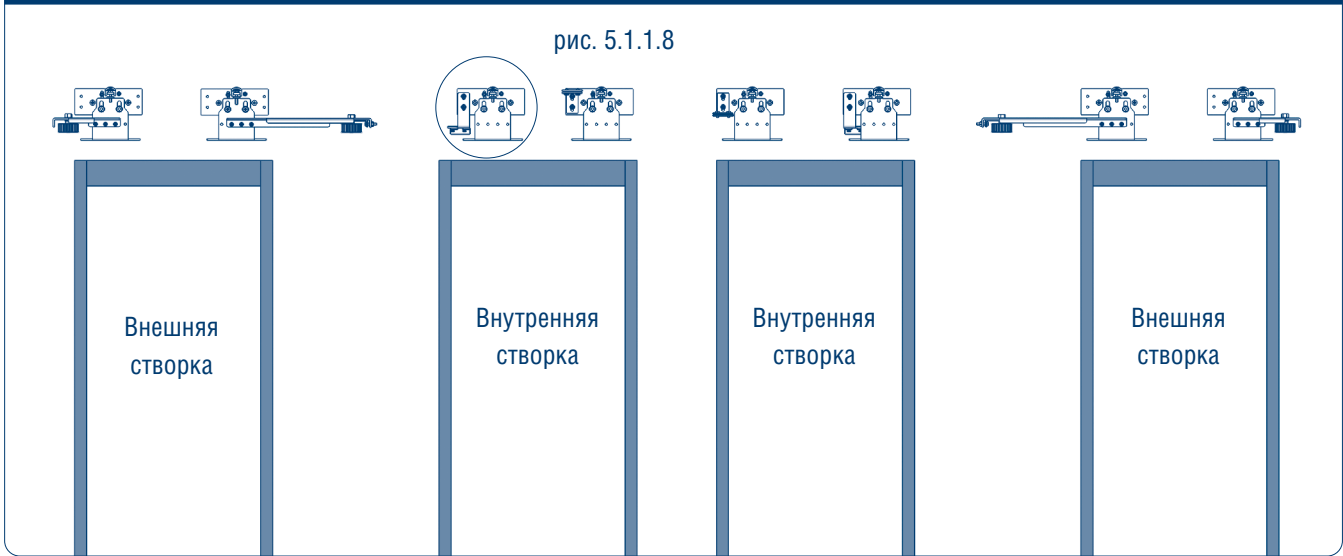 рис. 5.1.1.8
Внешняя
створка
Внутренняя
створка
Внутренняя
створка
Внешняя
створка